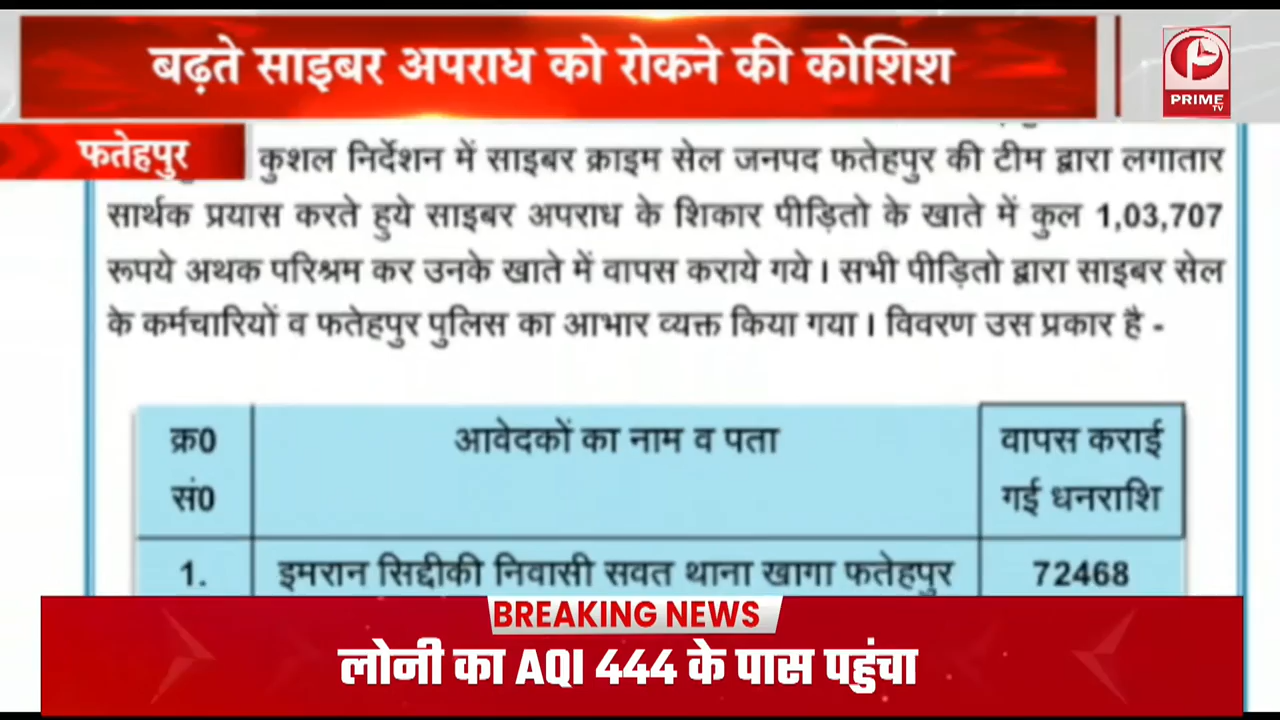 बढ़ते साइबर अपराध को रोकने की कोशिश
PRIME
TV
फतेहपुर
कुशल निर्देशन में साइबर क्राइम सेल जनपद फतेहपुर की टीम द्वारा लगातार
सार्थक प्रयास करते हुये साइबर अपराध के शिकार पीड़ितो के खाते में कुल 1,03,707
रूपये अथक परिश्रम कर उनके खाते में वापस कराये गये । सभी पीड़ितो द्वारा साइबर सेल
के कर्मचारियों व फतेहपुर पुलिस का आभार व्यक्त किया गया । विवरण उस प्रकार है -
क्र0 सं0
आवेदकों का नाम व पता
वापस कराई
गई धनराशि
1. इमरान सिद्दीकी निवासी सवत थाना खागा फतेहपुर 72468
BREAKING NEWS
लोनी का AQI 444 के पास पहुंचा